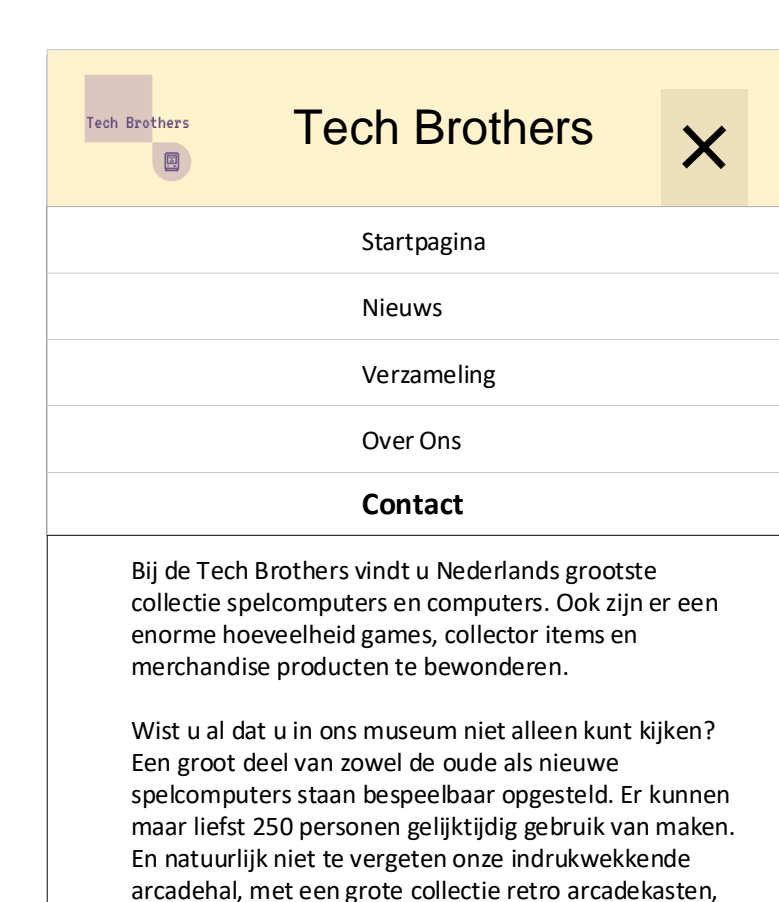 Tech Brothers
Tech Brothers
Startpagina
Nieuws
Verzameling
Over Ons
Contact
Bij de Tech Brothers vindt u Nederlands grootste
collectie spelcomputers en computers. Ook zijn er een
enorme hoeveelheid games, collector items en
merchandise producten te bewonderen.
Wist u al dat u in ons museum niet alleen kunt kijken?
Een groot deel van zowel de oude als nieuwe
spelcomputers staan bespeelbaar opgesteld. Er kunnen
maar liefst 250 personen gelijktijdig gebruik van maken.
En natuurlijk niet te vergeten onze indrukwekkende
arcadehal, met een grote collectie retro arcadekasten,